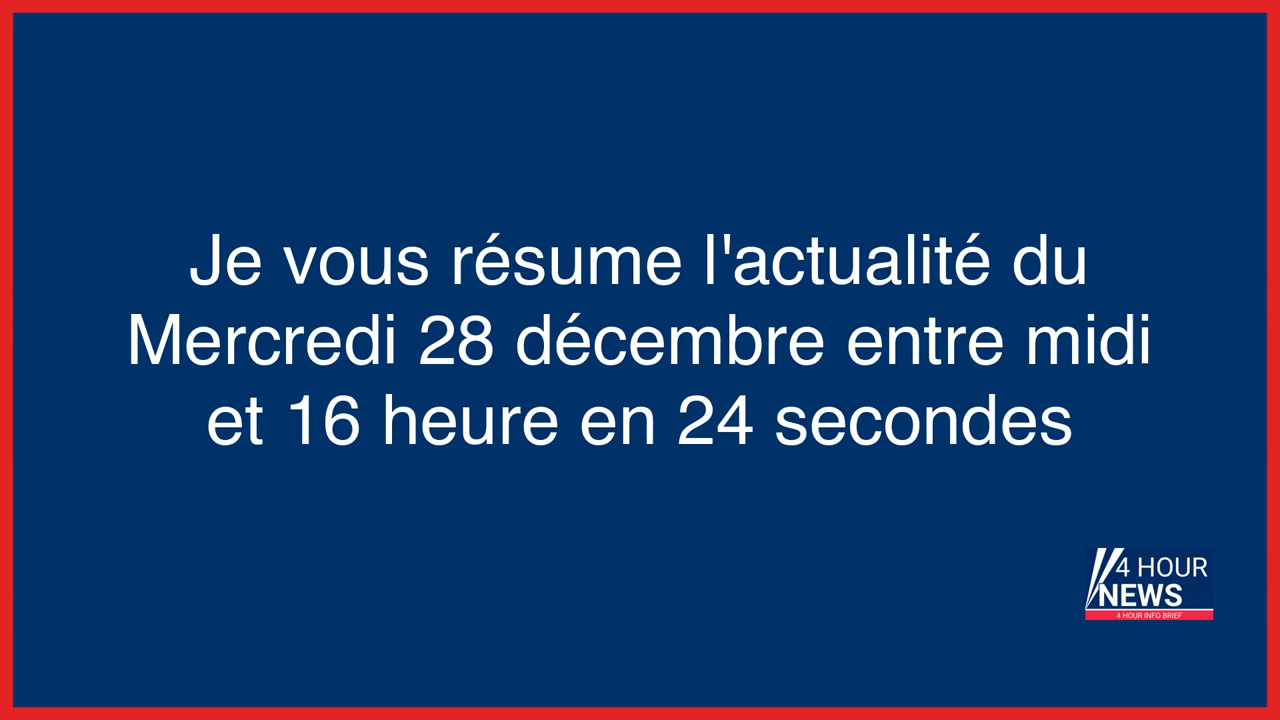 Je vous résume l'actualité du
Mercredi 28 décembre entre midi
et 16 heure en 24 secondes
4 HOUR
NEWS
4 HOUR INFO BRIEF